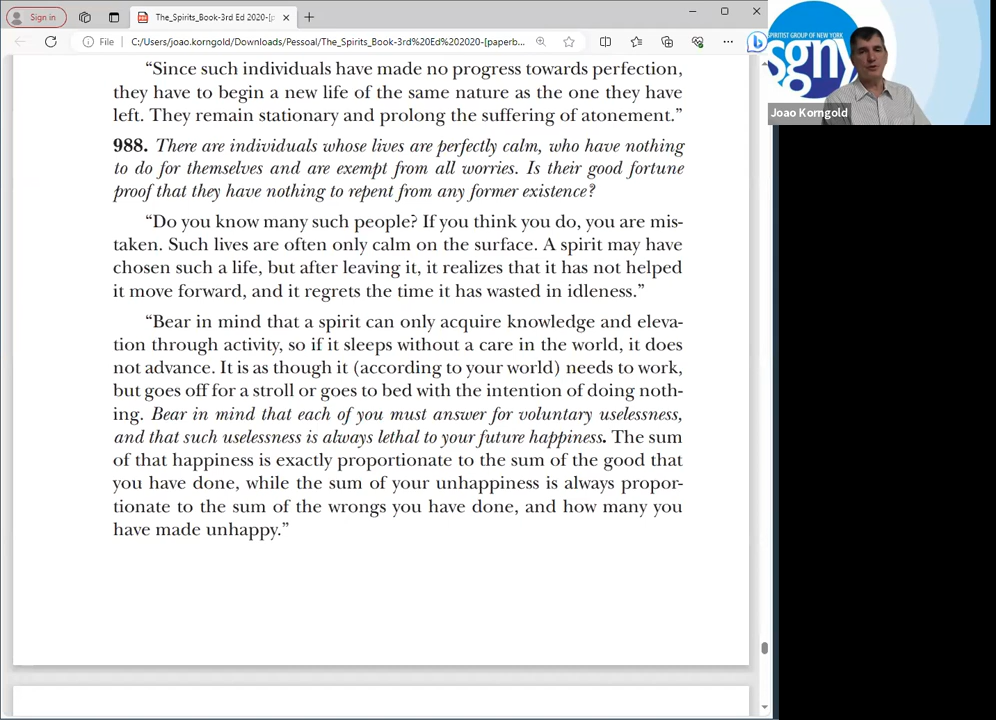 Sign in
The_Spirits_Book-3rd Ed 2020-[p
File
C:/Users/joao.korngold/Downloads/Pessoal/The_Spirits_Book-3rd%20Ed%202020-[paperb...
SPIRITIST GROUP OF NEW YORK
sgny
Joao Korngold
“Since such individuals have made no progress towards perfection,
they have to begin a new life of the same nature as the one they have
left. They remain stationary and prolong the suffering of atonement.”
988. There are individuals whose lives are perfectly calm, who have nothing
to do for themselves and are exempt from all worries. Is their good fortune
proof that they have nothing to repent from any former existence?
“Do you know many such people? If you think you do, you are mis-
taken. Such lives are often only calm on the surface. A spirit may have
chosen such a life, but after leaving it, it realizes that it has not helped
it move forward, and it regrets the time it has wasted in idleness.”
“Bear in mind that a spirit can only acquire knowledge and eleva-
tion through activity, so if it sleeps without a care in the world, it does
not advance. It is as though it (according to your world) needs to work,
but goes off for a stroll or goes to bed with the intention of doing noth-
ing. Bear in mind that each of you must answer for voluntary uselessness,
and that such uselessness is always lethal to your future happiness. The sum
of that happiness is exactly proportionate to the sum of the good that
you have done, while the sum of your unhappiness is always propor-
tionate to the sum of the wrongs you have done, and how many you
have made unhappy.”